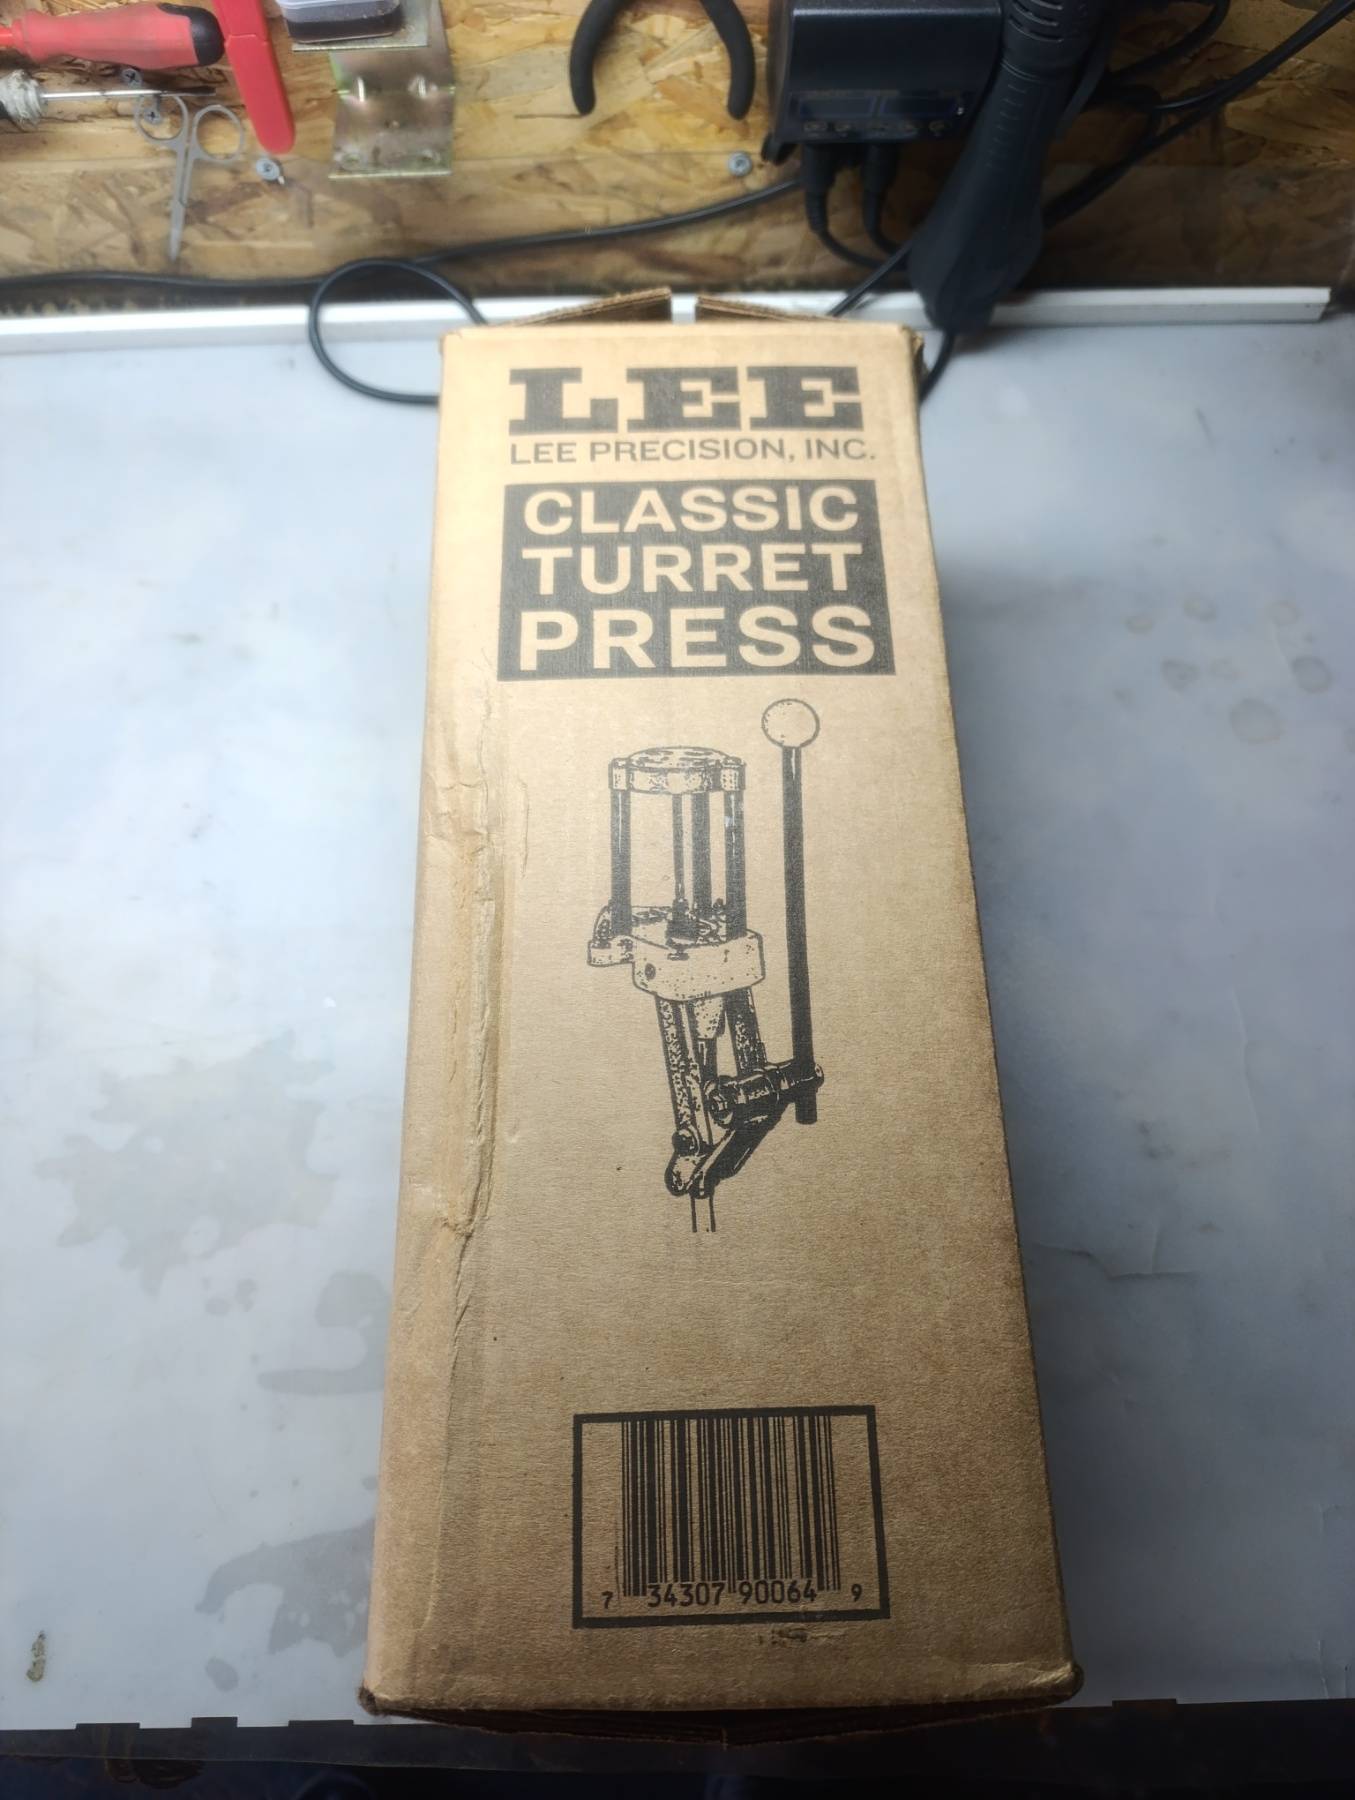 LEE
LEE PRECISION, INC.
CLASSIC
TURRET
PRESS
7 34307 90064 9